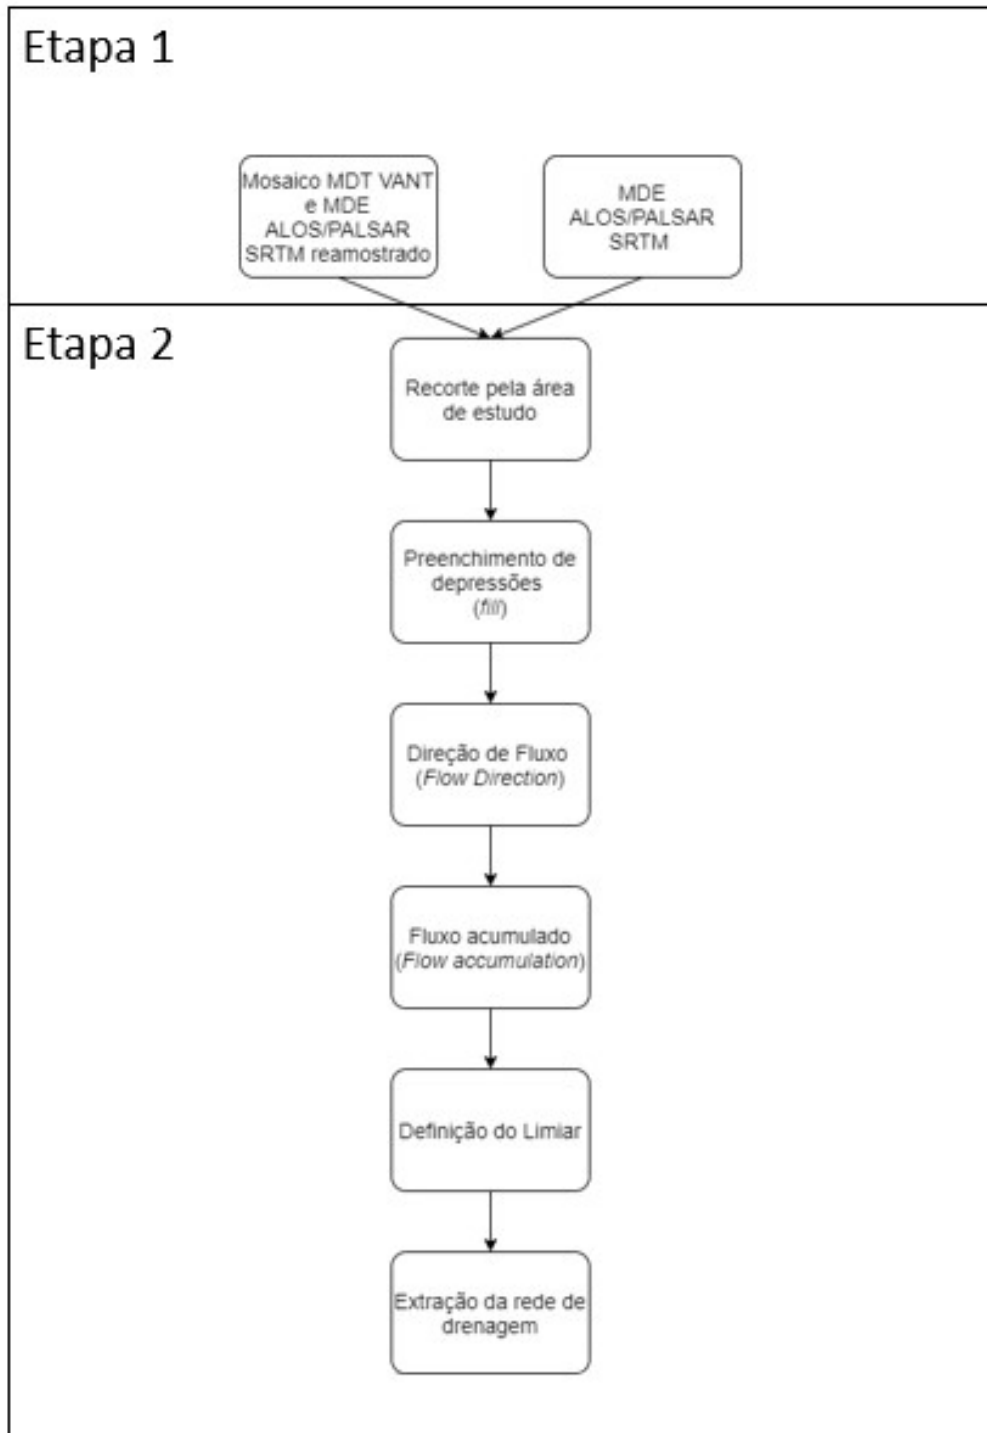 Etapa 1
Mosaico MDT VANT
e MDE
ALOS/PALSAR
SRTM reamostrado
MDE
ALOS/PALSAR
SRTM
Etapa 2
Recorte pela área
de estudo
Preenchimento de
depressões
(fill)
Direção de Fluxo
(Flow Direction)
Fluxo acumulado
(Flow accumulation)
Definição do Limiar
Extração da rede de
drenagem